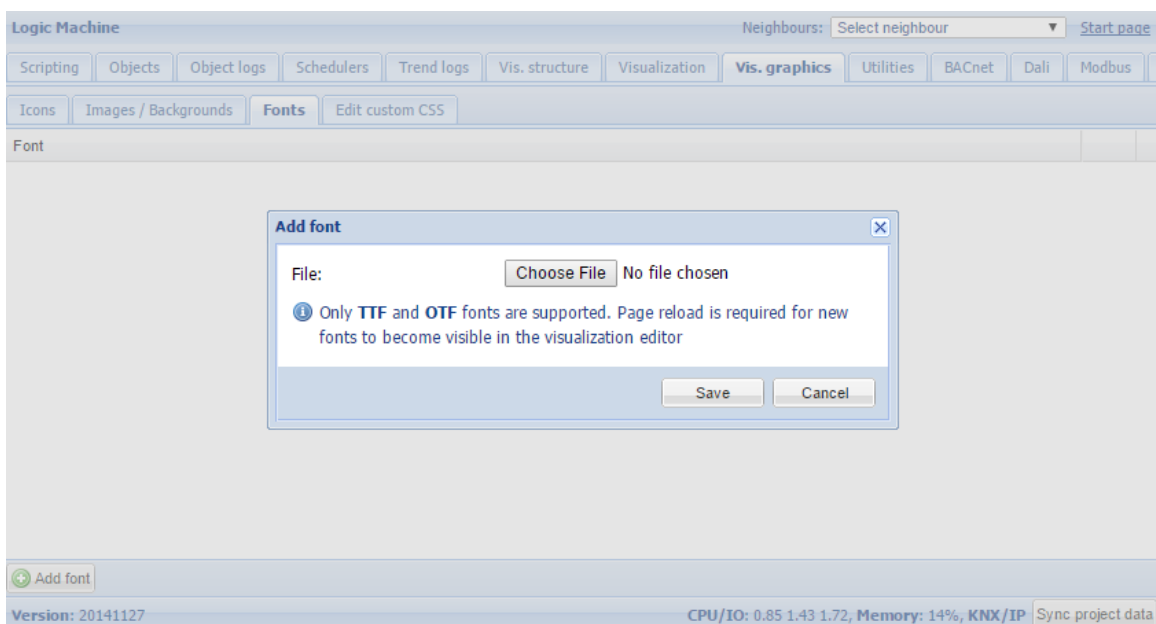 Logic Machine Neighbours: Select neighbour Start page
Scripting Objects Object logs Schedulers Trend logs Vis. structure Visualization Vis. graphics Utilities BACnet Dali Modbus
Icons Images / Backgrounds Fonts Edit custom CSS
Font
Add font
File: Choose File No file chosen
Only TTF and OTF fonts are supported. Page reload is required for new
fonts to become visible in the visualization editor
Save Cancel
Add font
Version: 20141127 CPU/IO: 0.85 1.43 1.72, Memory: 14%, KNX/IP Sync project data